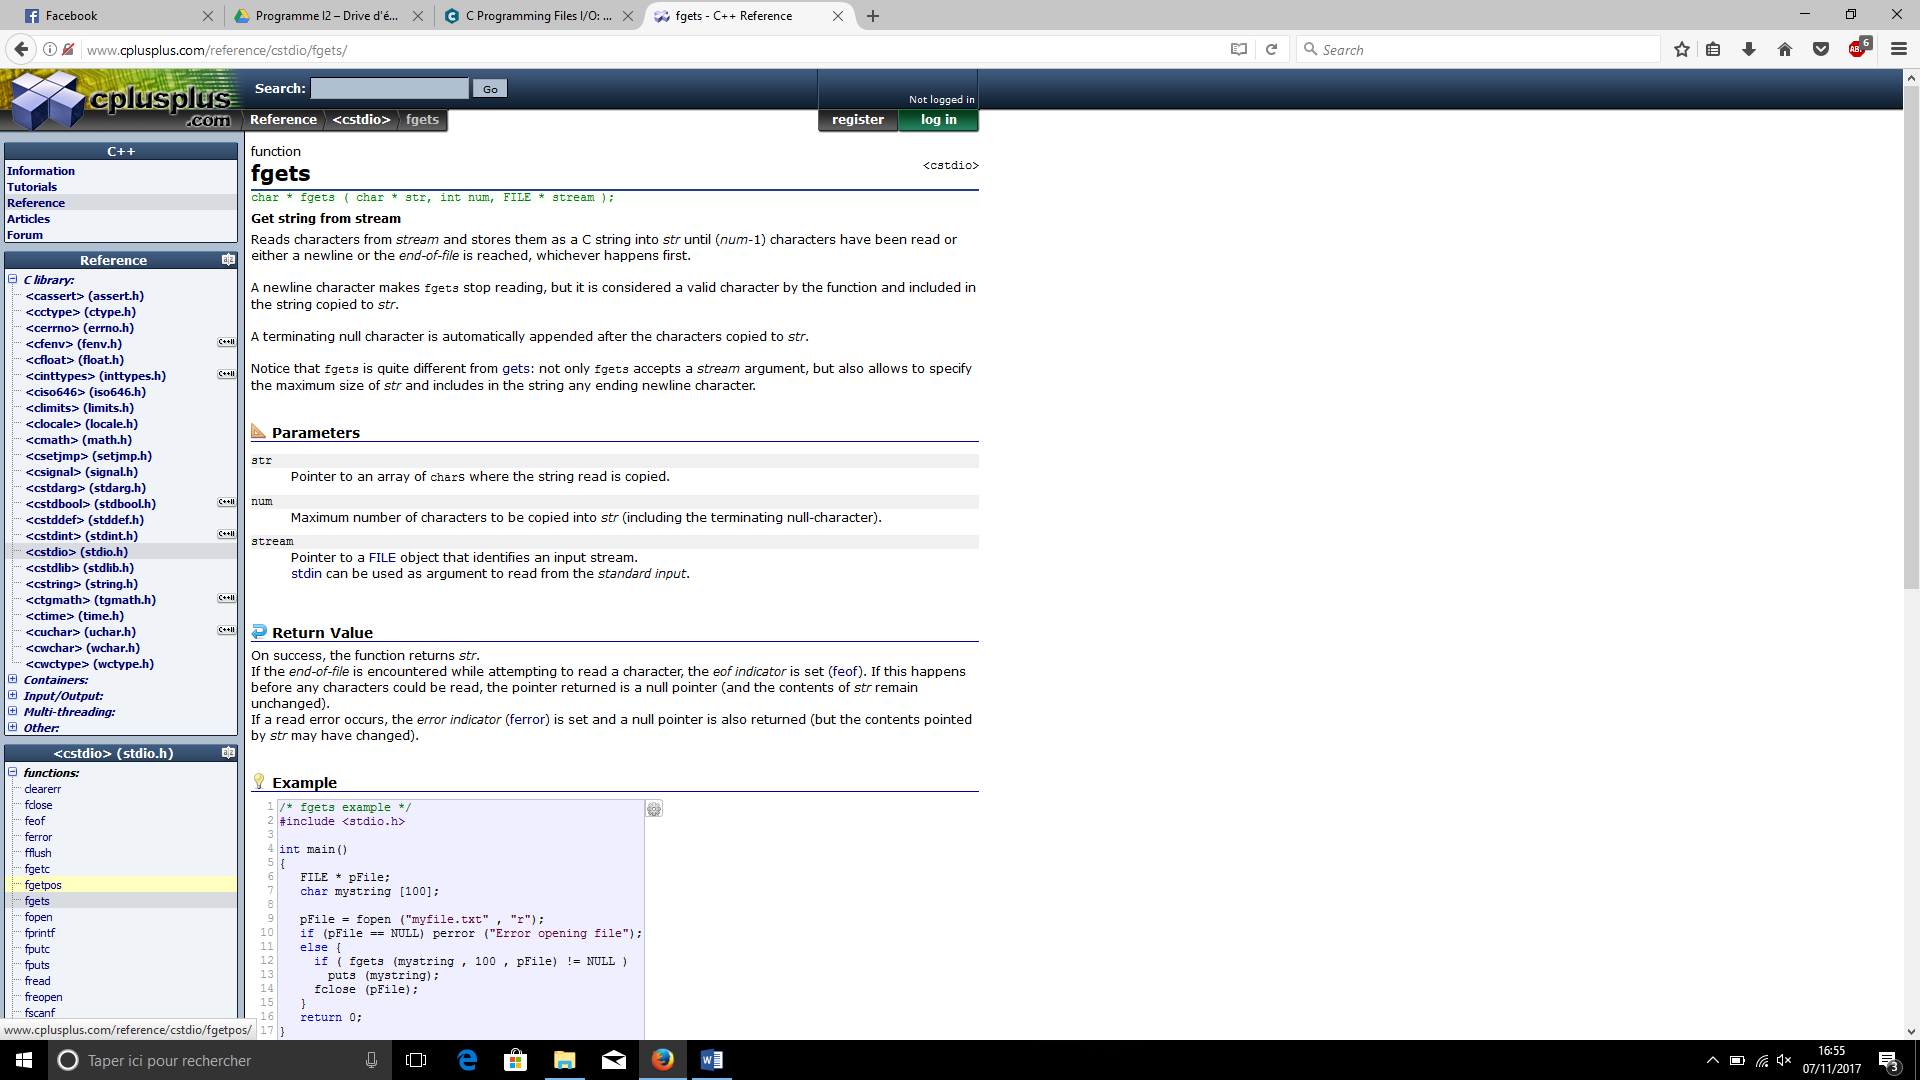 Facebook
Programme I2 – Drive d'é...
C Programming Files I/O: ...
fgets - C++ Reference
www.cplusplus.com/reference/cstdio/fgets/
Search
6
cplusplus
.com
Search:
Go
Not logged in
Reference
<cstdio>
fgets
register
log in
C++
Information
Tutorials
Reference
Articles
Forum
Reference
C library:
<cassert> (assert.h)
<cctype> (ctype.h)
<cerrno> (errno.h)
<cfenv> (fenv.h)
<cfloat> (float.h)
<cinttypes> (inttypes.h)
<ciso646> (iso646.h)
<climits> (limits.h)
<clocale> (locale.h)
<cmath> (math.h)
<csetjmp> (setjmp.h)
<csignal> (signal.h)
<cstdarg> (stdarg.h)
<cstdbool> (stdbool.h)
<cstddef> (stddef.h)
<cstdint> (stdint.h)
<cstdio> (stdio.h)
<cstdlib> (stdlib.h)
<cstring> (string.h)
<ctgmath> (tgmath.h)
<ctime> (time.h)
<cuchar> (uchar.h)
<cwchar> (wchar.h)
<cwctype> (wctype.h)
Containers:
Input/Output:
Multi-threading:
Other:
<cstdio> (stdio.h)
functions:
clearerr
fclose
feof
ferror
fflush
fgetc
fgetpos
fgets
fopen
fprintf
fputc
fputs
fread
freopen
fscanf
www.cplusplus.com/reference/cstdio/fgetpos/
function
fgets
<cstdio>
char * fgets ( char * str, int num, FILE * stream );
Get string from stream
Reads characters from stream and stores them as a C string into str until (num-1) characters have been read or
either a newline or the end-of-file is reached, whichever happens first.
A newline character makes fgets stop reading, but it is considered a valid character by the function and included in
the string copied to str.
A terminating null character is automatically appended after the characters copied to str.
Notice that fgets is quite different from gets: not only fgets accepts a stream argument, but also allows to specify
the maximum size of str and includes in the string any ending newline character.
Parameters
str
Pointer to an array of chars where the string read is copied.
num
Maximum number of characters to be copied into str (including the terminating null-character).
stream
Pointer to a FILE object that identifies an input stream.
stdin can be used as argument to read from the standard input.
Return Value
On success, the function returns str.
If the end-of-file is encountered while attempting to read a character, the eof indicator is set (feof). If this happens
before any characters could be read, the pointer returned is a null pointer (and the contents of str remain
unchanged).
If a read error occurs, the error indicator (ferror) is set and a null pointer is also returned (but the contents pointed
by str may have changed).
Example
1 /* fgets example */
2 #include <stdio.h>
3
4 int main()
5 {
6 FILE * pFile;
7 char mystring [100];
8
9 pFile = fopen ("myfile.txt" , "r");
10 if (pFile == NULL) perror ("Error opening file");
11 else {
12 if ( fgets (mystring , 100 , pFile) != NULL )
13 puts (mystring);
14 fclose (pFile);
15 }
16 return 0;
17 }
Taper ici pour rechercher
16:55
07/11/2017
3